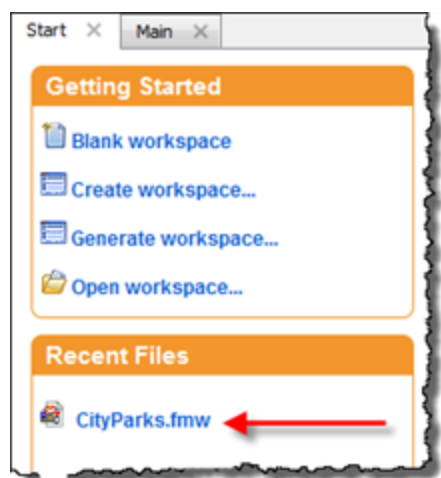 Start Main
Getting Started
Blank workspace
Create workspace...
Generate workspace...
Open workspace...
Recent Files
CityParks.fmw